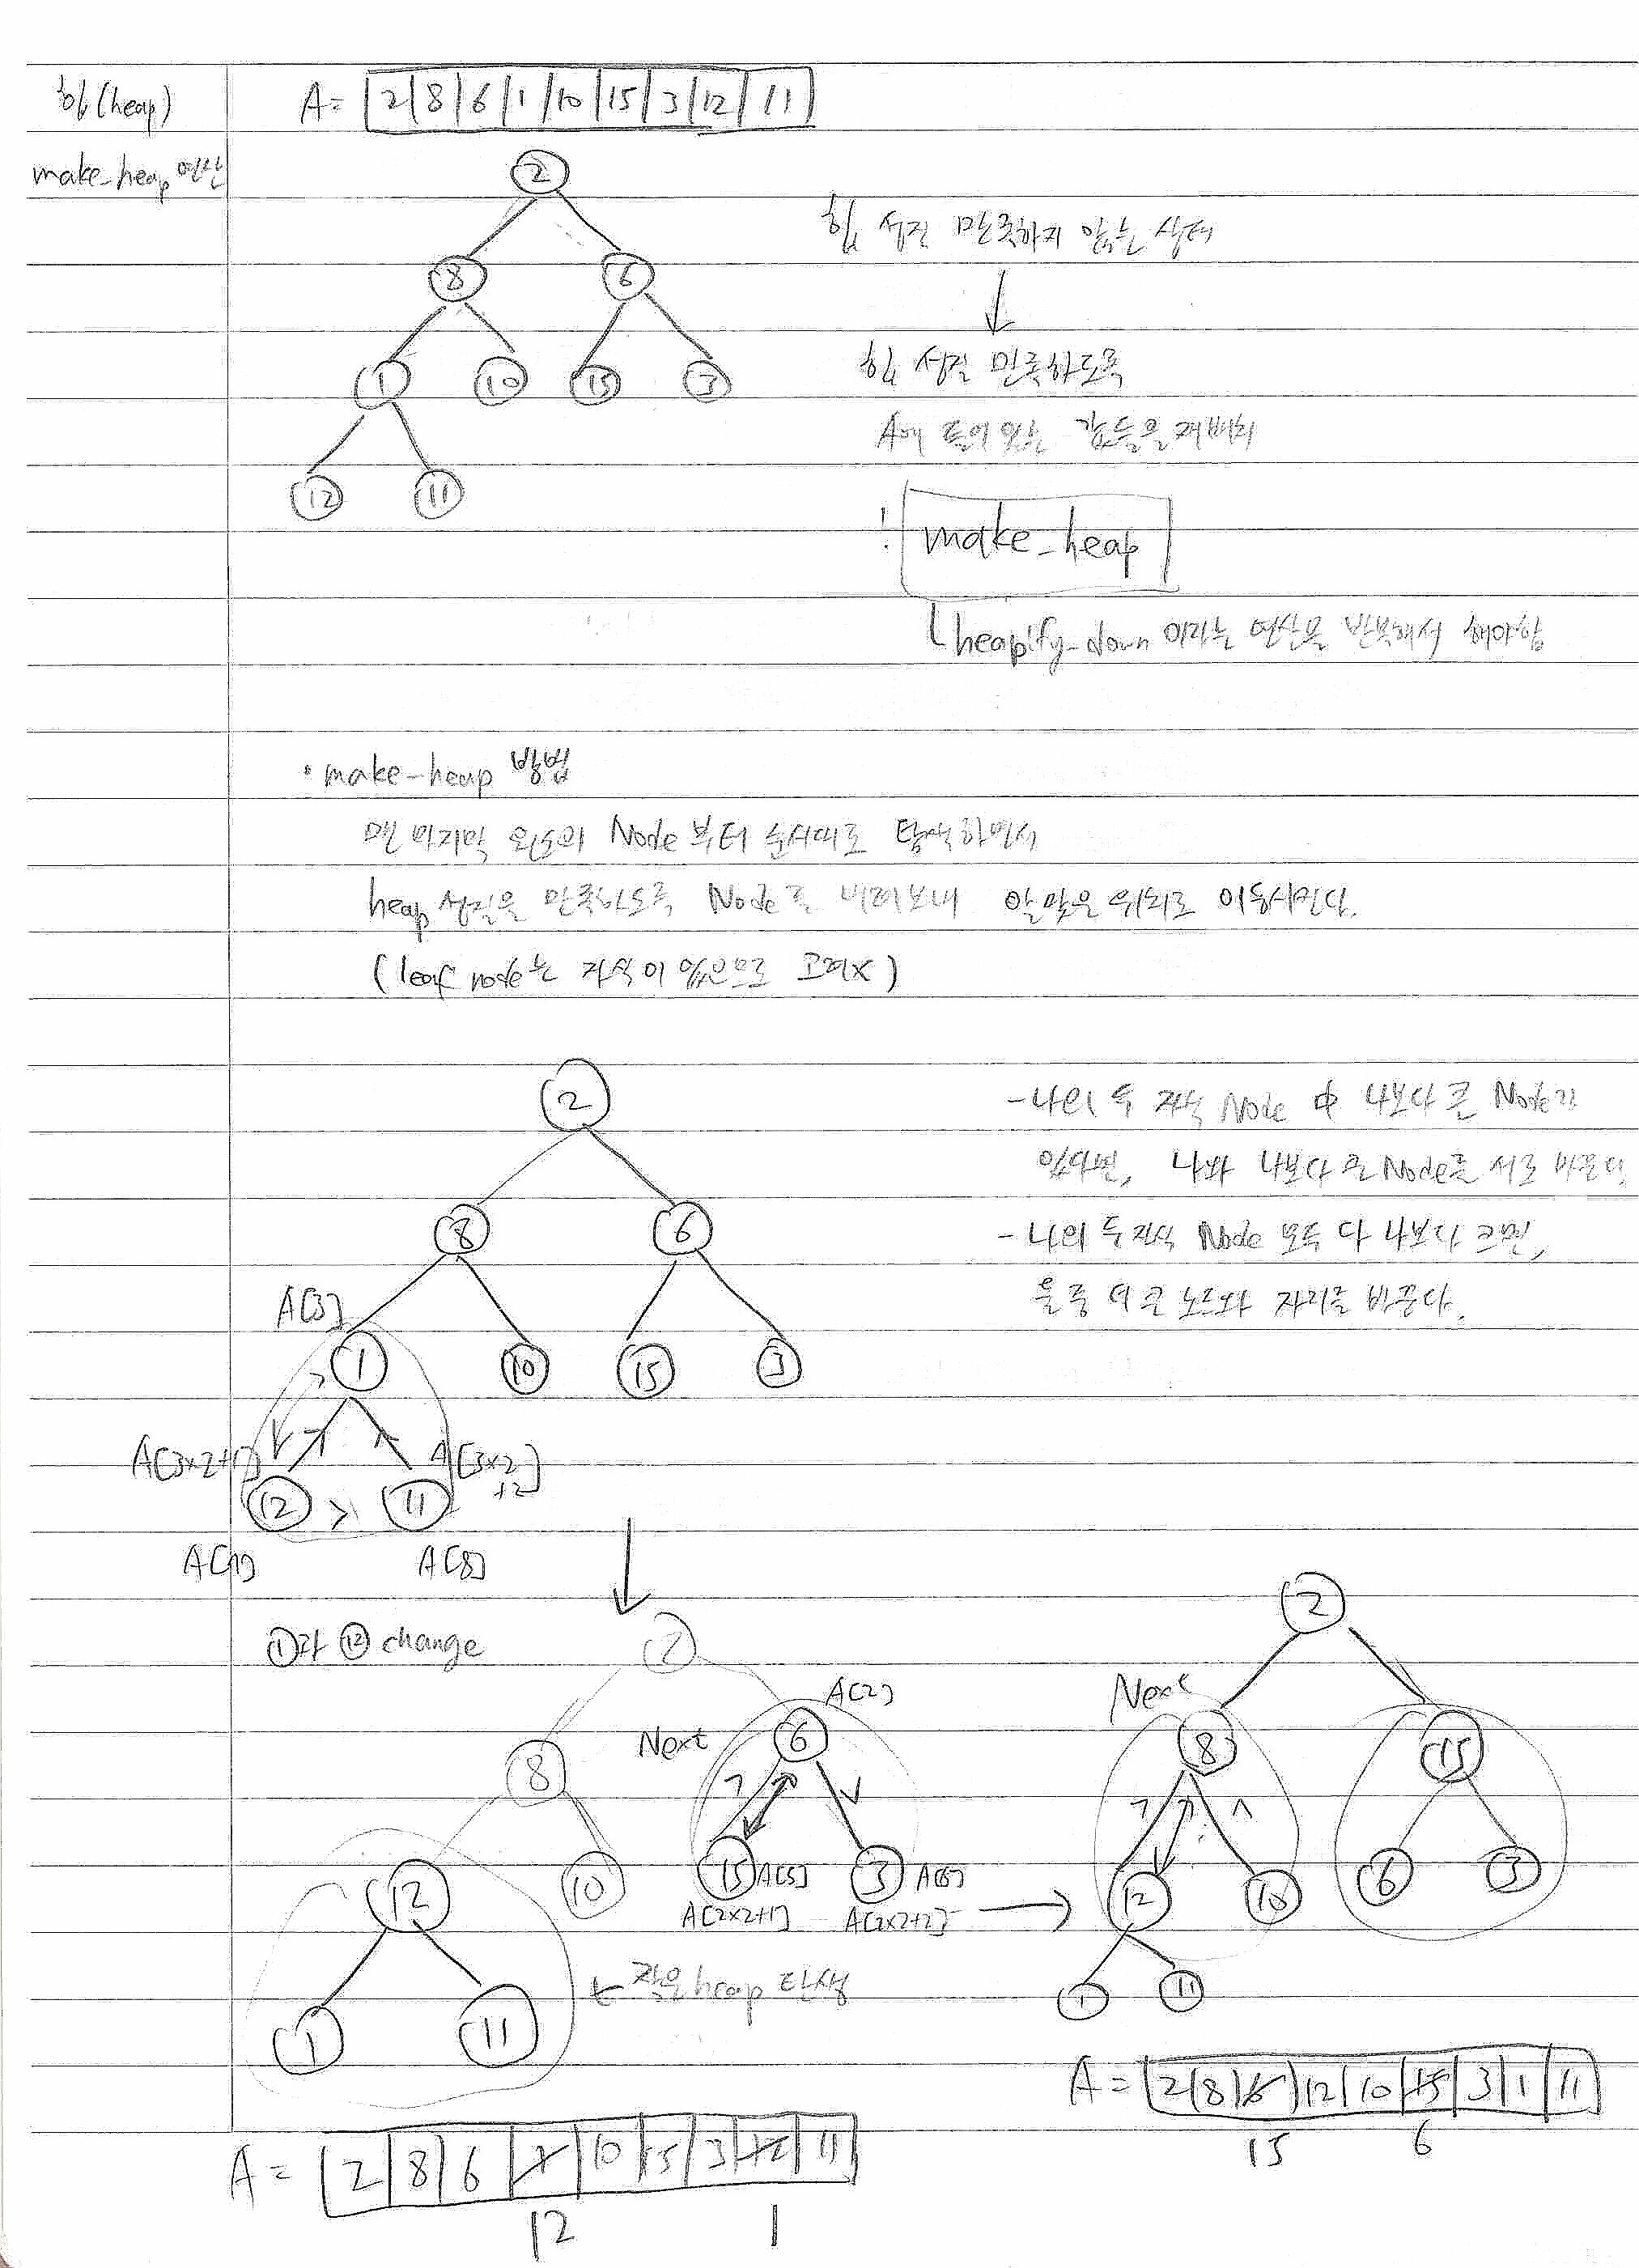 힙(heap)
A = | 2 | 8 | 6 | 1 | 10 | 15 | 3 | 12 | 11 |
make_heap 연산
2
8 6
1 10 15 3
12 11
힙 성질 만족하지 않는 상태
↓
힙 성질 만족하도록
A에 들어있는 값들을 재배치
: make_heap
heapify-down 이라는 연산을 반복해서 해야함
• make-heap 방법
맨 마지막 원소의 Node부터 순서대로 탐색하면서
heap 성질을 만족하도록 Node를 내려보내 알맞은 위치로 이동시킨다.
(leaf node는 자식이 없으므로 고려X)
2
8 6
A[3]
1 10 15 3
A[3×2+1] A[3×2+2]
12 > 11
A[7] A[8]
- 나의 두 자식 Node 中 나보다 큰 Node가
있다면, 나와 나보다 큰 Node를 서로 바꾼다.
- 나의 두 자식 Node 모두 다 나보다 크면,
둘 중 더 큰 노드와 자리를 바꾼다.
①과 ⑫ change
2
A[2]
8 Next 6
12 10 15 A[5] 3 A[6]
A[2×2+1] A[2×2+2]
1 11 ← 작은 heap 탄생
A = | 2 | 8 | 6 | 1 | 10 | 15 | 3 | 12 | 11 |
12 1
2
Next
8 15
12 10 6 3
1 11
A = | 2 | 8 | 6 | 12 | 10 | 15 | 3 | 1 | 11 |
15 6